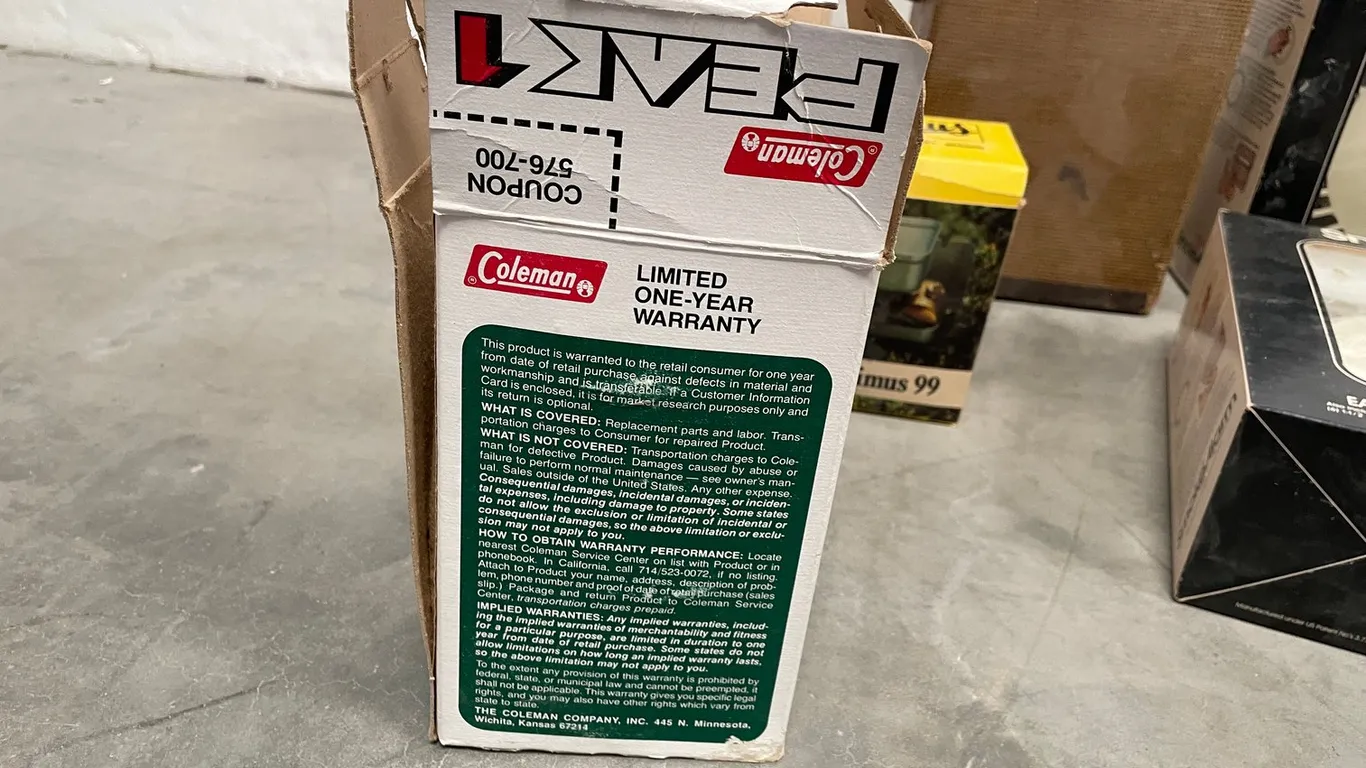 PEAK 1
Coleman®
COUPON
576-700
Coleman
®
LIMITED
ONE-YEAR
WARRANTY
This product is warranted to the retail consumer for one year
from date of retail purchase against defects in material and
workmanship and is transferable. If a Customer Information
Card is enclosed, it is for market research purposes only and
its return is optional.
WHAT IS COVERED: Replacement parts and labor. Trans-
portation charges to Consumer for repaired Product.
WHAT IS NOT COVERED: Transportation charges to Cole-
man for defective Product. Damages caused by abuse or
failure to perform normal maintenance — see owner's man-
ual. Sales outside of the United States. Any other expense.
Consequential damages, incidental damages, or inciden-
tal expenses, including damage to property. Some states
do not allow the exclusion or limitation of incidental or
consequential damages, so the above limitation or exclu-
sion may not apply to you.
HOW TO OBTAIN WARRANTY PERFORMANCE: Locate
nearest Coleman Service Center on list with Product or in
phonebook. In California, call 714/523-0072, if no listing.
Attach to Product your name, address, description of prob-
lem, phone number and proof of date of retail purchase (sales
slip.) Package and return Product to Coleman Service
Center, transportation charges prepaid.
IMPLIED WARRANTIES: Any implied warranties, includ-
ing the implied warranties of merchantability and fitness
for a particular purpose, are limited in duration to one
year from date of retail purchase. Some states do not
allow limitations on how long an implied warranty lasts,
so the above limitation may not apply to you.
To the extent any provision of this warranty is prohibited by
federal, state, or municipal law and cannot be preempted, it
shall not be applicable. This warranty gives you specific legal
rights, and you may also have other rights which vary from
state to state.
THE COLEMAN COMPANY, INC. 445 N. Minnesota,
Wichita, Kansas 67214
imus 99